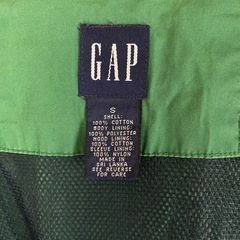 GAP
S
SHELL:
100% COTTON
BODY LINING:
100% POLYESTER
HOOD LINING:
100% COTTON
SLEEVE LINING:
100% NYLON
MADE IN
SRI LANKA
SEE REVERSE
FOR CARE